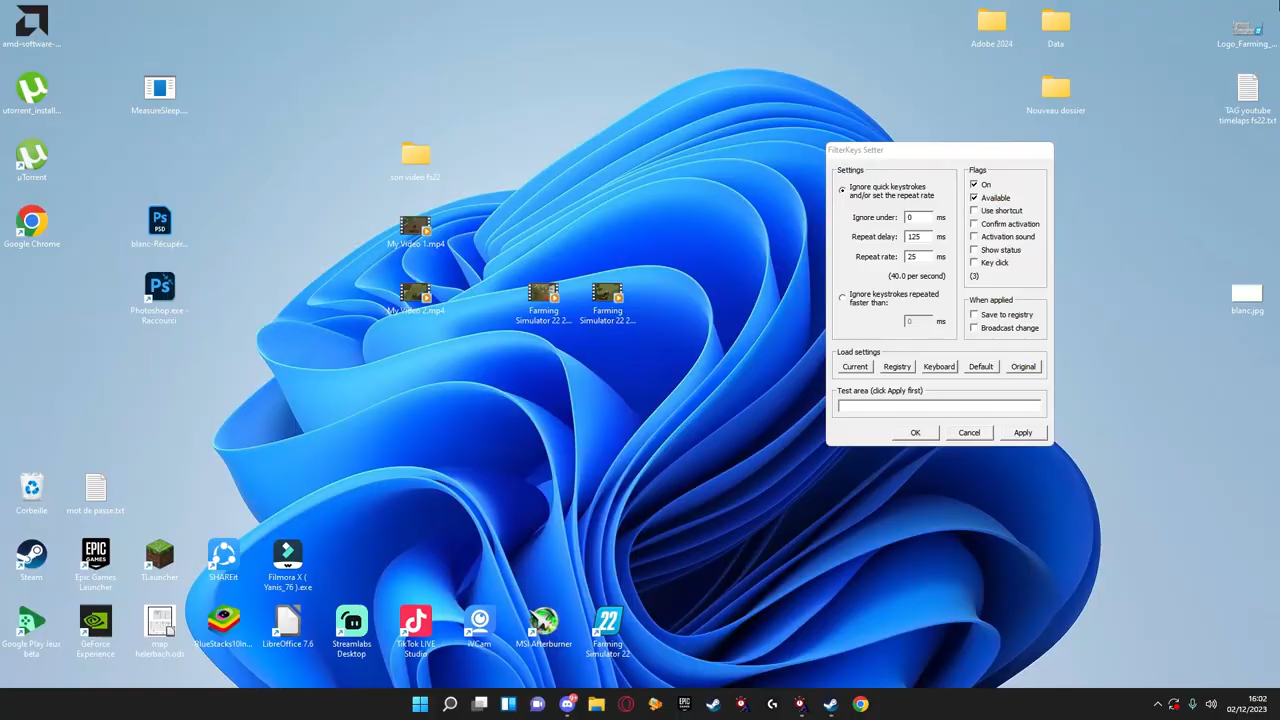 amd-software-...
Adobe 2024
Data
Logo_Farming_...
utorrent_install...
MeasureSleep....
Nouveau dossier
TAG youtube
timelaps fs22.txt
µTorrent
son video fs22
Google Chrome
blanc-Récupér...
My Video 1.mp4
Photoshop.exe -
Raccourci
My Video 2.mp4
Farming
Simulator 22 2...
Farming
Simulator 22 2...
blanc.jpg
FilterKeys Setter
Settings
Ignore quick keystrokes
and/or set the repeat rate
Ignore under: 0 ms
Repeat delay: 125 ms
Repeat rate: 25 ms
(40.0 per second)
Ignore keystrokes repeated
faster than:
0 ms
Flags
On
Available
Use shortcut
Confirm activation
Activation sound
Show status
Key click
(3)
When applied
Save to registry
Broadcast change
Load settings
Current Registry Keyboard Default Original
Test area (click Apply first)
OK Cancel Apply
Corbeille
mot de passe.txt
Steam
Epic Games
Launcher
TLauncher
SHAREit
Filmora X (
Yanis_76 ).exe
Google Play Jeux
bêta
GeForce
Experience
map
helerbach.ods
BlueStacks10In...
LibreOffice 7.6
Streamlabs
Desktop
TikTok LIVE
Studio
iVCam
MSI Afterburner
Farming
Simulator 22
16:02
02/12/2023